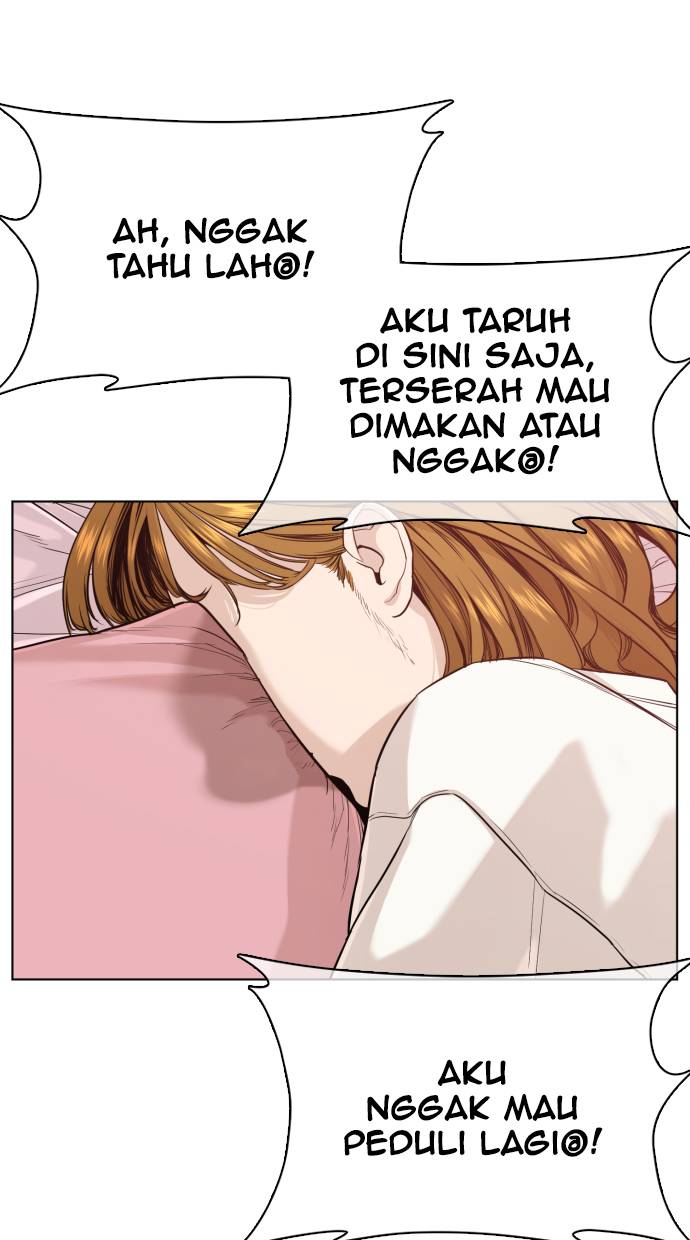 AH, NGGAK
TAHU LAH@!
AKU TARUH
DI SINI SAJA,
TERSERAH MAU
DIMAKAN ATAU
NGGAK@!
AKU
NGGAK MAU
PEDULI LAGI@!